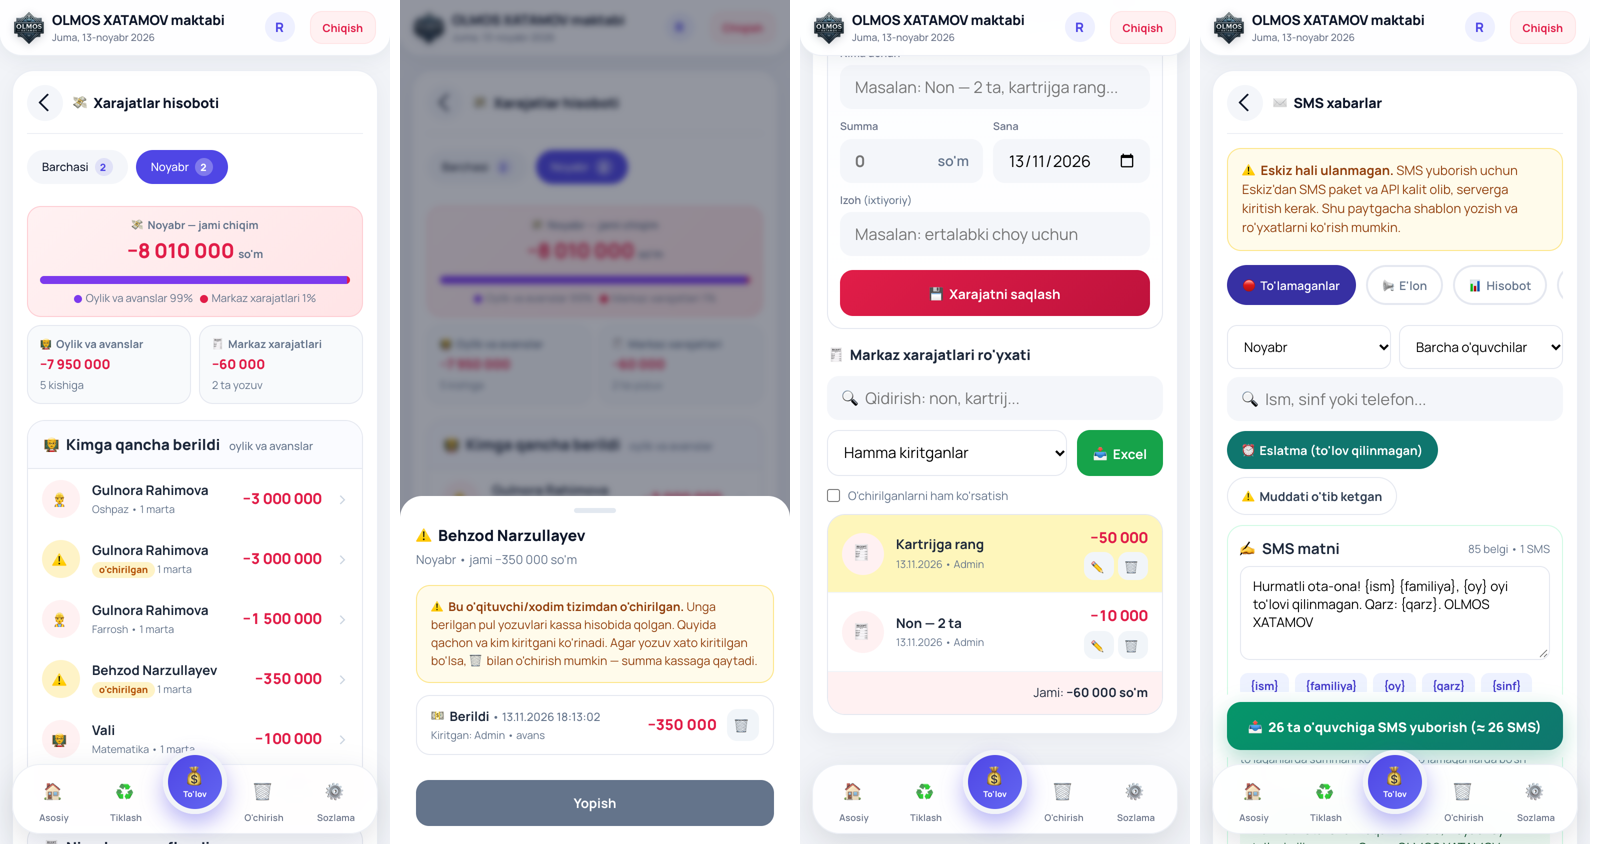 OLMOS XATAMOV maktabi
Juma, 13-noyabr 2026
R
Chiqish
Xarajatlar hisoboti
Barchasi 2
Noyabr 2
Noyabr — jami chiqim
−8 010 000 so'm
Oylik va avanslar 99% Markaz xarajatlari 1%
Oylik va avanslar
−7 950 000
5 kishiga
Markaz xarajatlari
−60 000
2 ta yozuv
Kimga qancha berildi oylik va avanslar
Gulnora Rahimova −3 000 000
Oshpaz • 1 marta
Gulnora Rahimova −3 000 000
o'chirilgan 1 marta
Gulnora Rahimova −1 500 000
Farrosh • 1 marta
Behzod Narzullayev −350 000
o'chirilgan 1 marta
Vali −100 000
Matematika • 1 marta
Asosiy
Tiklash
To'lov
O'chirish
Sozlama
Behzod Narzullayev
Noyabr • jami −350 000 so'm
Bu o'qituvchi/xodim tizimdan o'chirilgan. Unga
berilgan pul yozuvlari kassa hisobida qolgan. Quyida
qachon va kim kiritgani ko'rinadi. Agar yozuv xato kiritilgan
bo'lsa, 🗑 bilan o'chirish mumkin — summa kassaga qaytadi.
Berildi • 13.11.2026 18:13:02
Kiritgan: Admin • avans
−350 000
Yopish
OLMOS XATAMOV maktabi
Juma, 13-noyabr 2026
R
Chiqish
Masalan: Non — 2 ta, kartrijga rang...
Summa
Sana
0 so'm
13/11/2026
Izoh (ixtiyoriy)
Masalan: ertalabki choy uchun
Xarajatni saqlash
Markaz xarajatlari ro'yxati
Qidirish: non, kartrij...
Hamma kiritganlar
Excel
O'chirilganlarni ham ko'rsatish
Kartrijga rang −50 000
13.11.2026 • Admin
Non — 2 ta −10 000
13.11.2026 • Admin
Jami: −60 000 so'm
Asosiy
Tiklash
To'lov
O'chirish
Sozlama
OLMOS XATAMOV maktabi
Juma, 13-noyabr 2026
R
Chiqish
SMS xabarlar
Eskiz hali ulanmagan. SMS yuborish uchun
Eskiz'dan SMS paket va API kalit olib, serverga
kiritish kerak. Shu paytgacha shablon yozish va
ro'yxatlarni ko'rish mumkin.
To'lamaganlar
E'lon
Hisobot
Noyabr
Barcha o'quvchilar
Ism, sinf yoki telefon...
Eslatma (to'lov qilinmagan)
Muddati o'tib ketgan
SMS matni 85 belgi • 1 SMS
Hurmatli ota-ona! {ism} {familiya}, {oy} oyi
to'lovi qilinmagan. Qarz: {qarz}. OLMOS
XATAMOV
{ism} {familiya} {oy} {qarz} {sinf}
26 ta o'quvchiga SMS yuborish (≈ 26 SMS)
Asosiy
Tiklash
To'lov
O'chirish
Sozlama